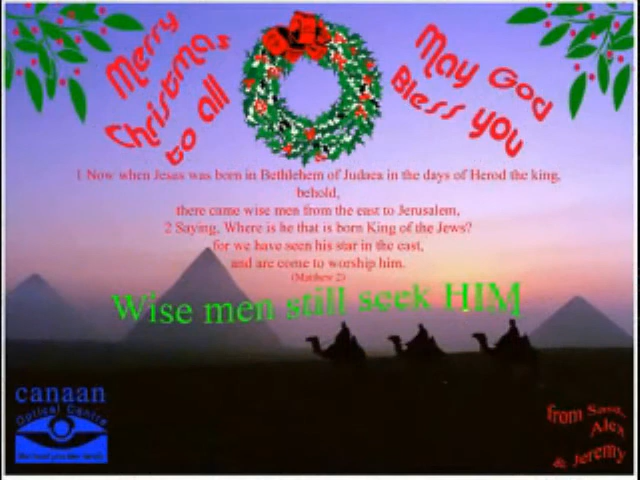 Merry
Christmas
to all
May God
Bless you
1 Now when Jesus was born in Bethlehem of Judaea in the days of Herod the king,
behold,
there came wise men from the east to Jerusalem,
2 Saying, Where is he that is born King of the Jews?
for we have seen his star in the east,
and are come to worship him.
(Matthew 2)
Wise men still seek HIM
canaan
Optical Centre
from
Alex
& Jeremy